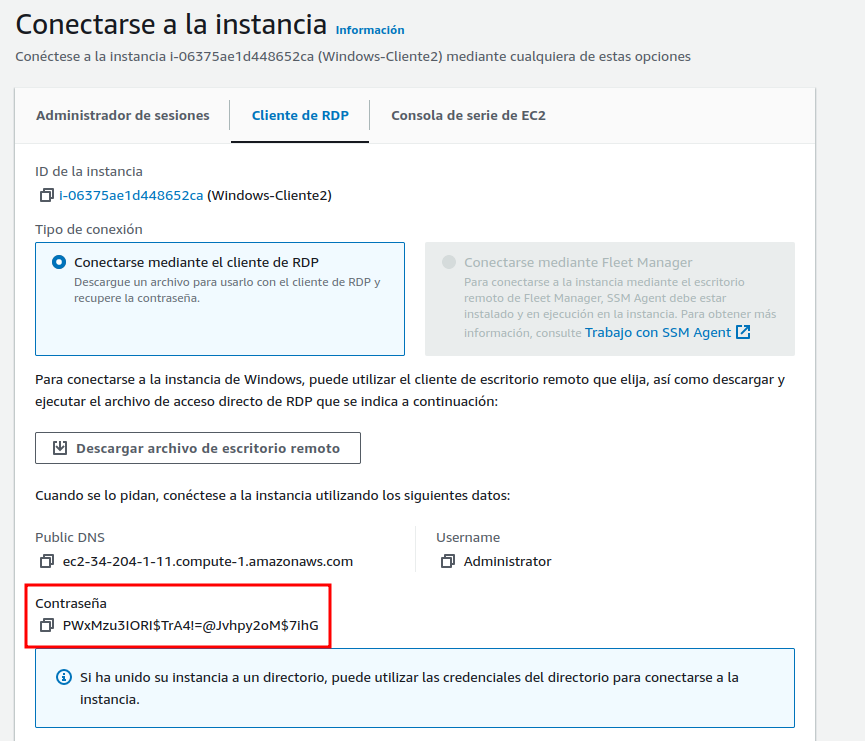 Conectarse a la instancia Información
Conéctese a la instancia i-06375ae1d448652ca (Windows-Cliente2) mediante cualquiera de estas opciones
Administrador de sesiones
Cliente de RDP
Consola de serie de EC2
ID de la instancia
i-06375ae1d448652ca (Windows-Cliente2)
Tipo de conexión
Conectarse mediante el cliente de RDP
Descargue un archivo para usarlo con el cliente de RDP y
recupere la contraseña.
Conectarse mediante Fleet Manager
Para conectarse a la instancia mediante el escritorio
remoto de Fleet Manager, SSM Agent debe estar
instalado y en ejecución en la instancia. Para obtener más
información, consulte Trabajo con SSM Agent
Para conectarse a la instancia de Windows, puede utilizar el cliente de escritorio remoto que elija, así como descargar y
ejecutar el archivo de acceso directo de RDP que se indica a continuación:
Descargar archivo de escritorio remoto
Cuando se lo pidan, conéctese a la instancia utilizando los siguientes datos:
Public DNS
ec2-34-204-1-11.compute-1.amazonaws.com
Username
Administrator
Contraseña
PWxMzu3IORI$TrA4!=@Jvhpy2oM$7ihG
Si ha unido su instancia a un directorio, puede utilizar las credenciales del directorio para conectarse a la
instancia.